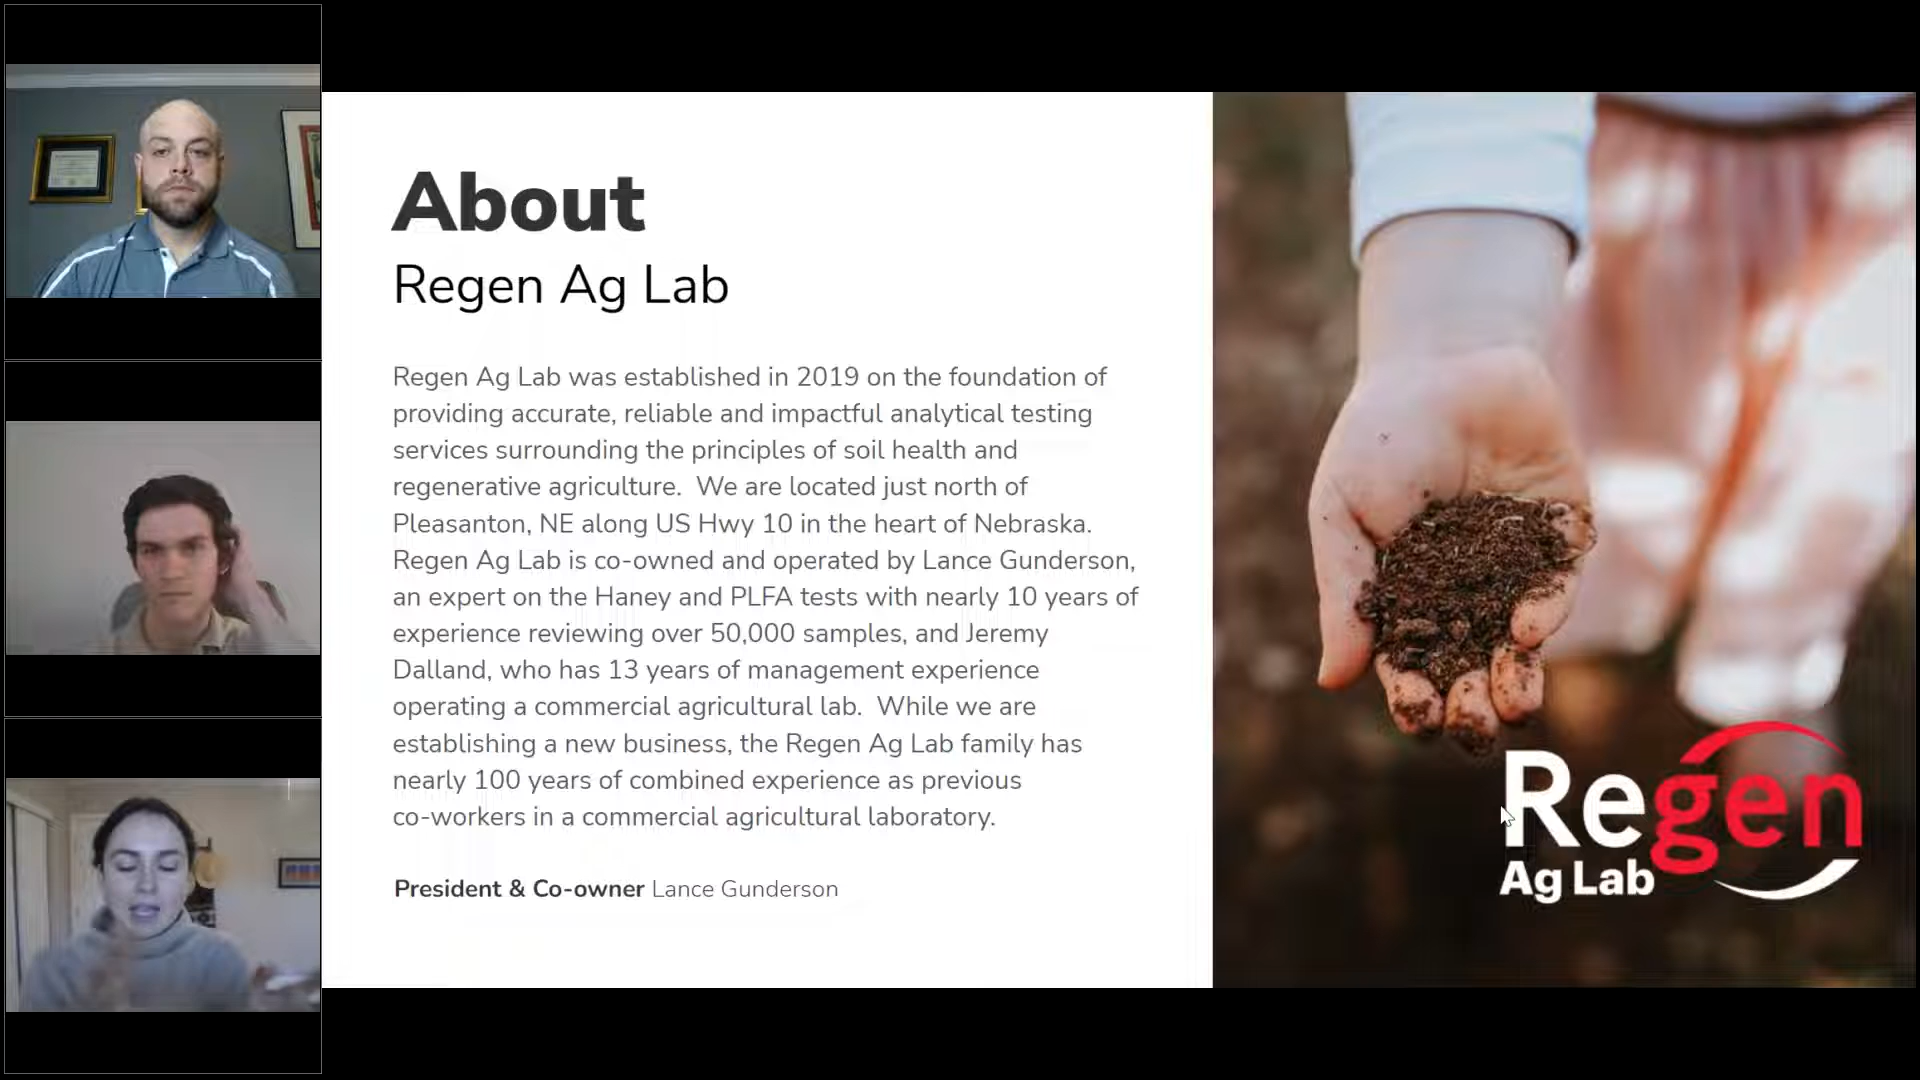 About
Regen Ag Lab
Regen Ag Lab was established in 2019 on the foundation of
providing accurate, reliable and impactful analytical testing
services surrounding the principles of soil health and
regenerative agriculture.  We are located just north of
Pleasanton, NE along US Hwy 10 in the heart of Nebraska.
Regen Ag Lab is co-owned and operated by Lance Gunderson,
an expert on the Haney and PLFA tests with nearly 10 years of
experience reviewing over 50,000 samples, and Jeremy
Dalland, who has 13 years of management experience
operating a commercial agricultural lab.  While we are
establishing a new business, the Regen Ag Lab family has
nearly 100 years of combined experience as previous
co-workers in a commercial agricultural laboratory.
President & Co-owner Lance Gunderson
Regen
Ag Lab